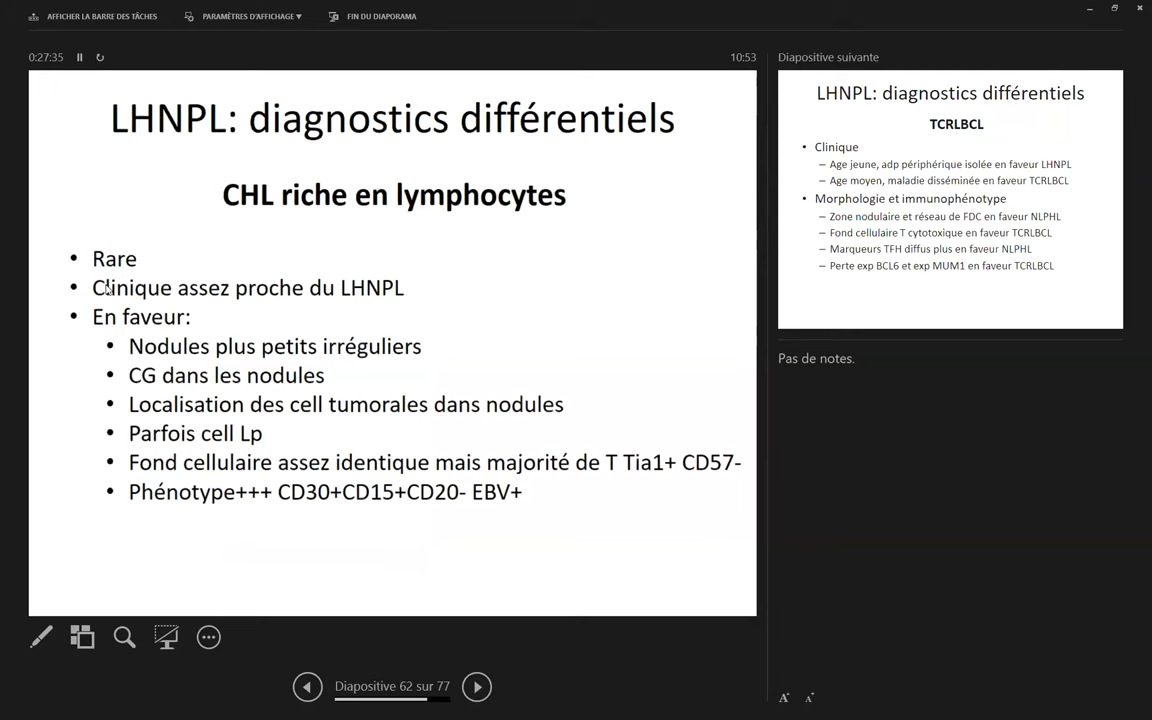 AFFICHER LA BARRE DES TÂCHES
PARAMÈTRES D'AFFICHAGE ▼
FIN DU DIAPORAMA
0:27:35
10:53
LHNPL: diagnostics différentiels
CHL riche en lymphocytes
• Rare
• Clinique assez proche du LHNPL
• En faveur:
• Nodules plus petits irréguliers
• CG dans les nodules
• Localisation des cell tumorales dans nodules
• Parfois cell Lp
• Fond cellulaire assez identique mais majorité de T Tia1+ CD57-
• Phénotype+++ CD30+CD15+CD20- EBV+
Diapositive 62 sur 77
Diapositive suivante
LHNPL: diagnostics différentiels
TCRLBCL
• Clinique
– Age jeune, adp périphérique isolée en faveur LHNPL
– Age moyen, maladie disséminée en faveur TCRLBCL
• Morphologie et immunophénotype
– Zone nodulaire et réseau de FDC en faveur NLPHL
– Fond cellulaire T cytotoxique en faveur TCRLBCL
– Marqueurs TFH diffus plus en faveur NLPHL
– Perte exp BCL6 et exp MUM1 en faveur TCRLBCL
Pas de notes.
A A